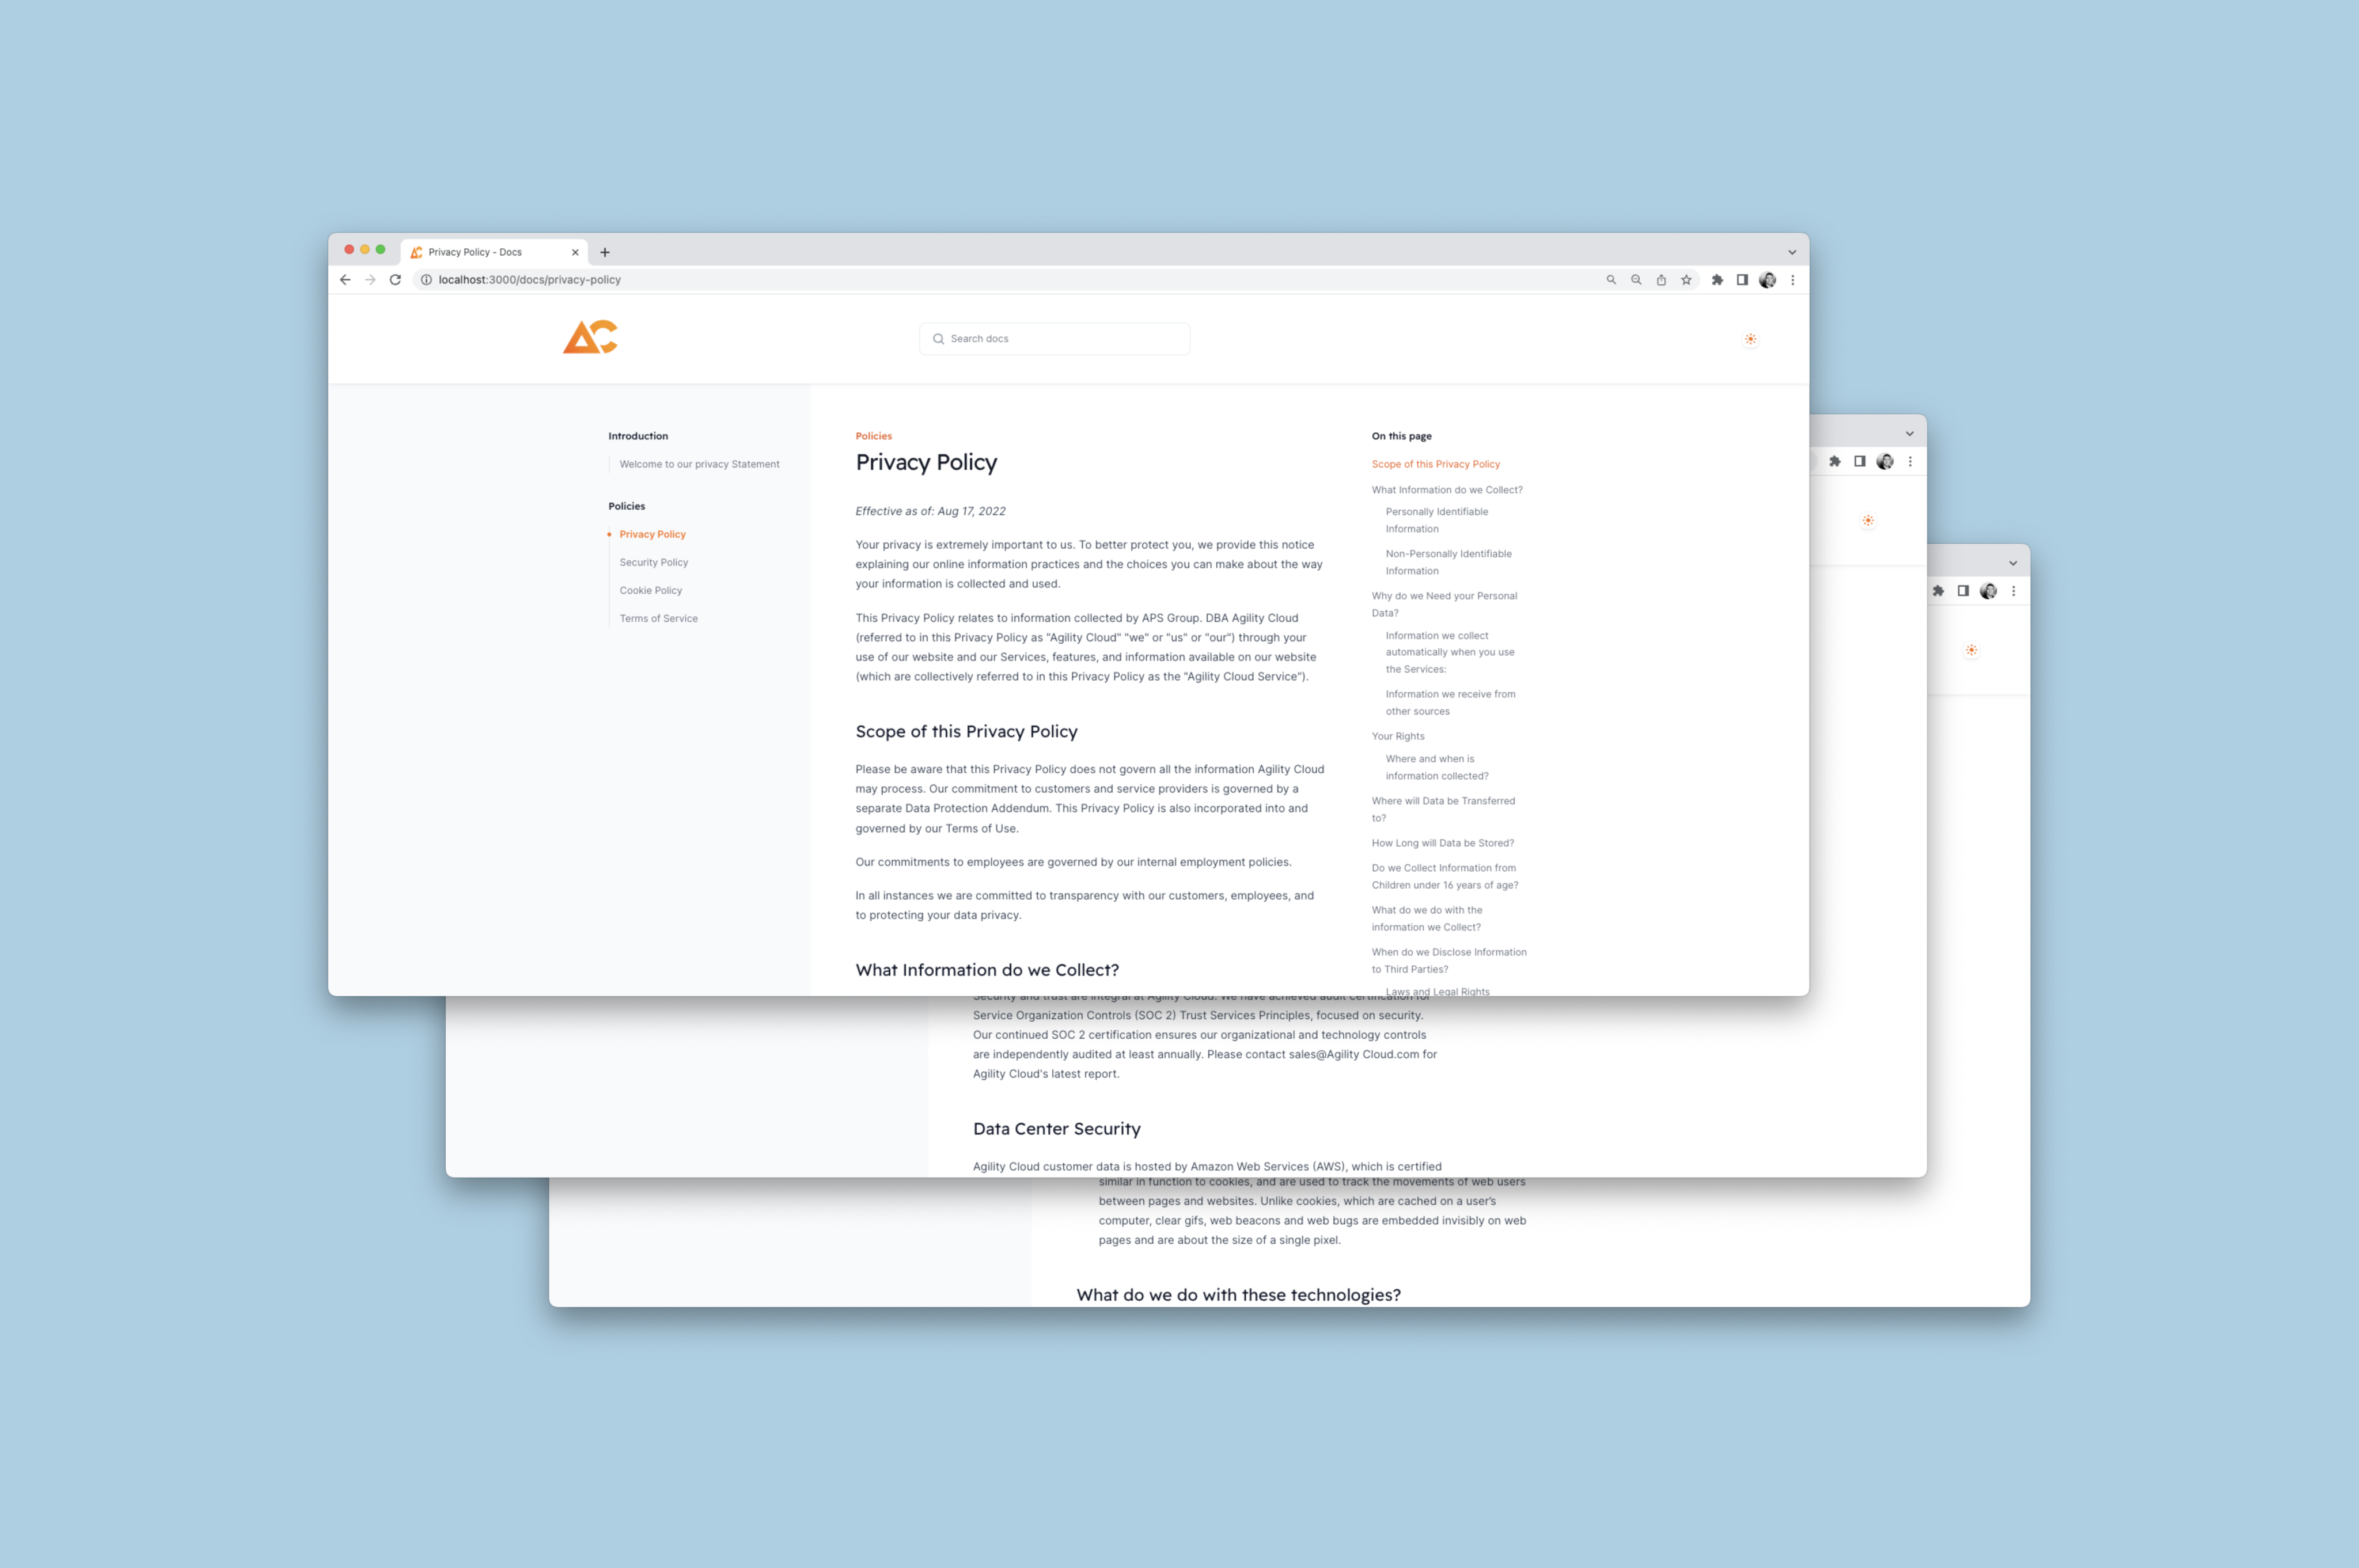 Privacy Policy - Docs
localhost:3000/docs/privacy-policy
AC
Search docs
Introduction
Welcome to our privacy Statement
Policies
Privacy Policy
Security Policy
Cookie Policy
Terms of Service
Policies
Privacy Policy
Effective as of: Aug 17, 2022
Your privacy is extremely important to us. To better protect you, we provide this notice
explaining our online information practices and the choices you can make about the way
your information is collected and used.
This Privacy Policy relates to information collected by APS Group. DBA Agility Cloud
(referred to in this Privacy Policy as "Agility Cloud" "we" or "us" or "our") through your
use of our website and our Services, features, and information available on our website
(which are collectively referred to in this Privacy Policy as the "Agility Cloud Service").
Scope of this Privacy Policy
Please be aware that this Privacy Policy does not govern all the information Agility Cloud
may process. Our commitment to customers and service providers is governed by a
separate Data Protection Addendum. This Privacy Policy is also incorporated into and
governed by our Terms of Use.
Our commitments to employees are governed by our internal employment policies.
In all instances we are committed to transparency with our customers, employees, and
to protecting your data privacy.
What Information do we Collect?
On this page
Scope of this Privacy Policy
What Information do we Collect?
Personally Identifiable
Information
Non-Personally Identifiable
Information
Why do we Need your Personal
Data?
Information we collect
automatically when you use
the Services:
Information we receive from
other sources
Your Rights
Where and when is
information collected?
Where will Data be Transferred
to?
How Long will Data be Stored?
Do we Collect Information from
Children under 16 years of age?
What do we do with the
information we Collect?
When do we Disclose Information
to Third Parties?
Laws and Legal Rights
Security and trust are integral at Agility Cloud. We have achieved audit certification for
Service Organization Controls (SOC 2) Trust Services Principles, focused on security.
Our continued SOC 2 certification ensures our organizational and technology controls
are independently audited at least annually. Please contact sales@Agility Cloud.com for
Agility Cloud's latest report.
Data Center Security
Agility Cloud customer data is hosted by Amazon Web Services (AWS), which is certified
similar in function to cookies, and are used to track the movements of web users
between pages and websites. Unlike cookies, which are cached on a user's
computer, clear gifs, web beacons and web bugs are embedded invisibly on web
pages and are about the size of a single pixel.
What do we do with these technologies?